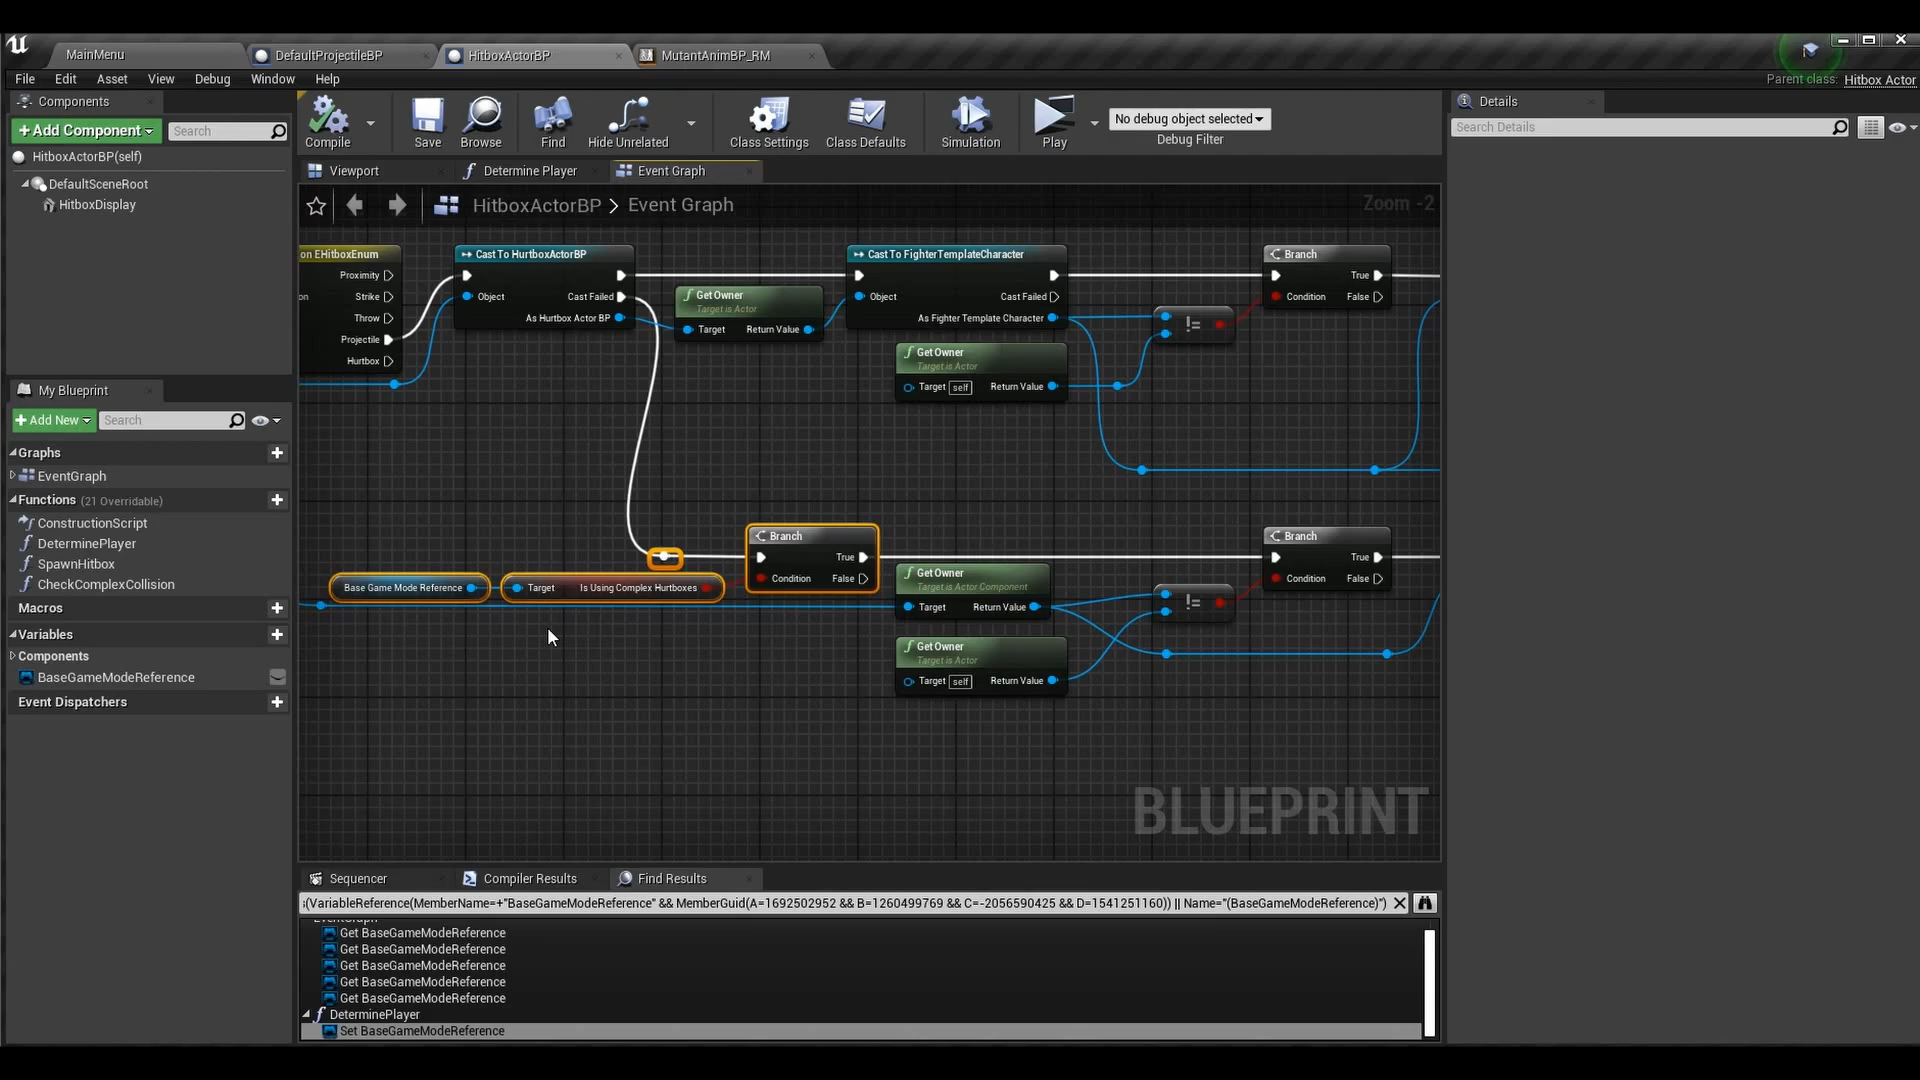 MainMenu
DefaultProjectileBP
HitboxActorBP
MutantAnimBP_RM
File Edit Asset View Debug Window Help
Parent class: Hitbox Actor
Components
+Add Component
Search
HitboxActorBP(self)
DefaultSceneRoot
HitboxDisplay
Compile
Save
Browse
Find
Hide Unrelated
Class Settings
Class Defaults
Simulation
Play
No debug object selected
Debug Filter
Details
Search Details
Viewport
Determine Player
Event Graph
HitboxActorBP > Event Graph
Zoom -2
on EHitboxEnum
Proximity
on
Strike
Throw
Projectile
Hurtbox
Cast To HurtboxActorBP
Object
Cast Failed
As Hurtbox Actor BP
Get Owner
Target is Actor
Target
Return Value
Cast To FighterTemplateCharacter
Object
Cast Failed
As Fighter Template Character
Get Owner
Target is Actor
Target self
Return Value
!=
Branch
True
Condition
False
Base Game Mode Reference
Target
Is Using Complex Hurtboxes
Branch
True
Condition
False
Get Owner
Target is Actor Component
Target
Return Value
Get Owner
Target is Actor
Target self
Return Value
!=
Branch
True
Condition
False
BLUEPRINT
My Blueprint
+Add New
Search
Graphs
EventGraph
Functions (21 Overridable)
ConstructionScript
DeterminePlayer
SpawnHitbox
CheckComplexCollision
Macros
Variables
Components
BaseGameModeReference
Event Dispatchers
Sequencer
Compiler Results
Find Results
;(VariableReference(MemberName=+"BaseGameModeReference" && MemberGuid(A=1692502952 && B=1260499769 && C=-2056590425 && D=1541251160)) || Name="(BaseGameModeReference)")
EventGraph
Get BaseGameModeReference
Get BaseGameModeReference
Get BaseGameModeReference
Get BaseGameModeReference
Get BaseGameModeReference
DeterminePlayer
Set BaseGameModeReference